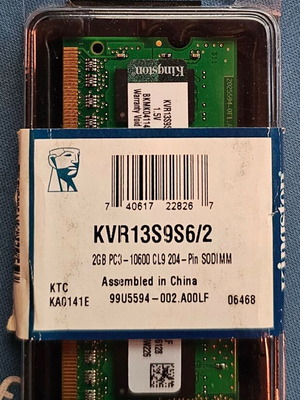 Kingston
KVR13S9S
1.5V
Warranty Void
7 40617 22826 7
KVR13S9S6/2
2GB PC3-10600 CL9 204-Pin SODIMM
Assembled in China
KTC
KA0141E
99U5594-002.A00LF
06468